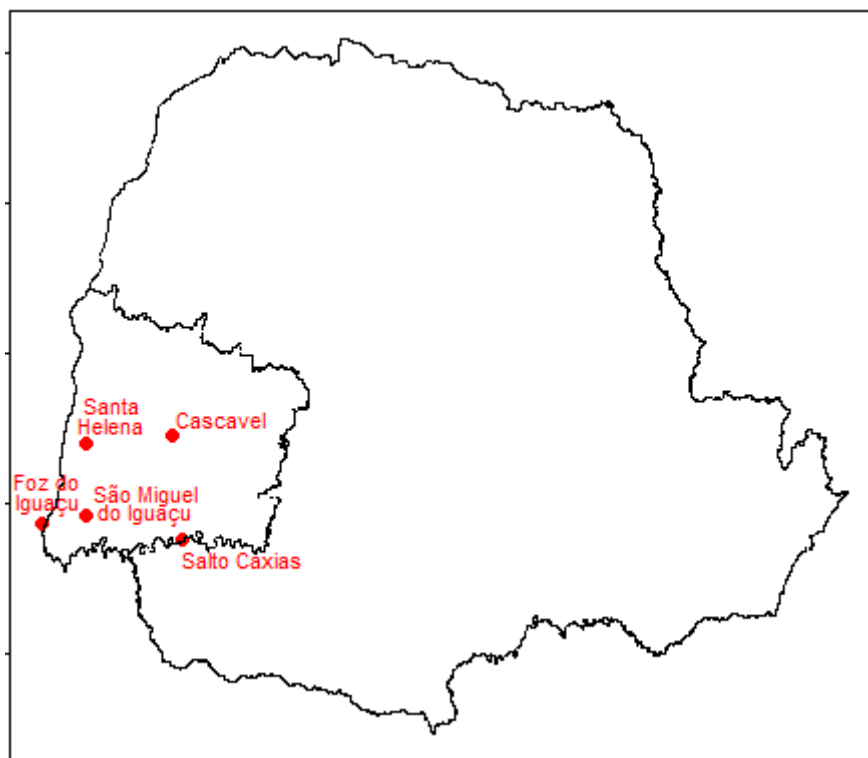 Santa
Helena
Cascavel
Foz do
Iguaçu
São Miguel
do Iguaçu
Salto Caxias